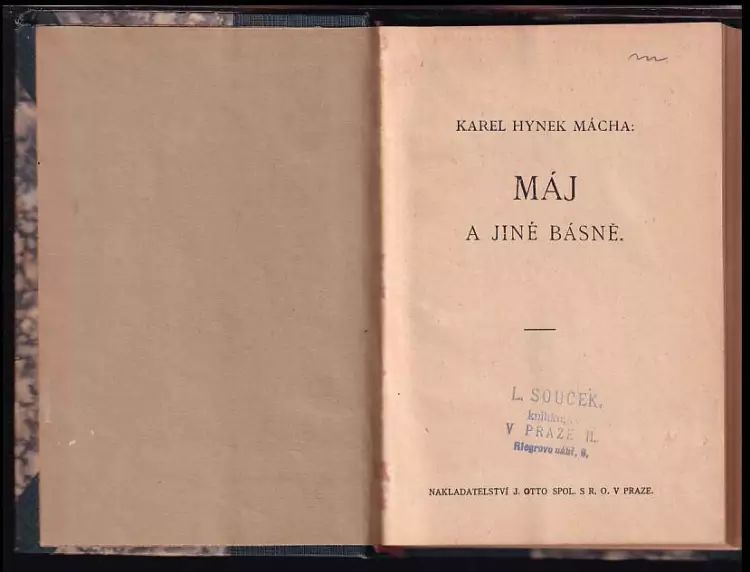 KAREL HYNEK MÁCHA:
MÁJ
A JINÉ BÁSNĚ.
L. SOUČEK,
V PRAZE II.
Riegrovo nábř. 6.
NAKLADATELSTVÍ J. OTTO SPOL. S R. O. V PRAZE.